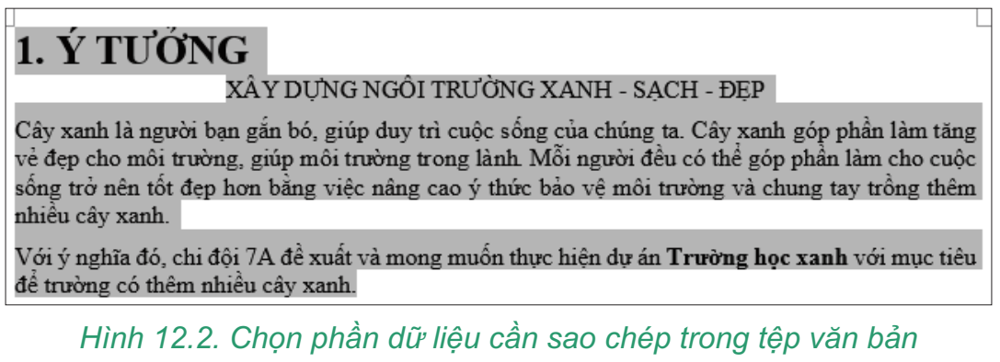 1. Ý TƯỞNG
XÂY DỰNG NGÔI TRƯỜNG XANH - SẠCH - ĐẸP
Cây xanh là người bạn gắn bó, giúp duy trì cuộc sống của chúng ta. Cây xanh góp phần làm tăng
vẻ đẹp cho môi trường, giúp môi trường trong lành. Mỗi người đều có thể góp phần làm cho cuộc
sống trở nên tốt đẹp hơn bằng việc nâng cao ý thức bảo vệ môi trường và chung tay trồng thêm
nhiều cây xanh.
Với ý nghĩa đó, chi đội 7A đề xuất và mong muốn thực hiện dự án Trường học xanh với mục tiêu
để trường có thêm nhiều cây xanh.
Hình 12.2. Chọn phần dữ liệu cần sao chép trong tệp văn bản